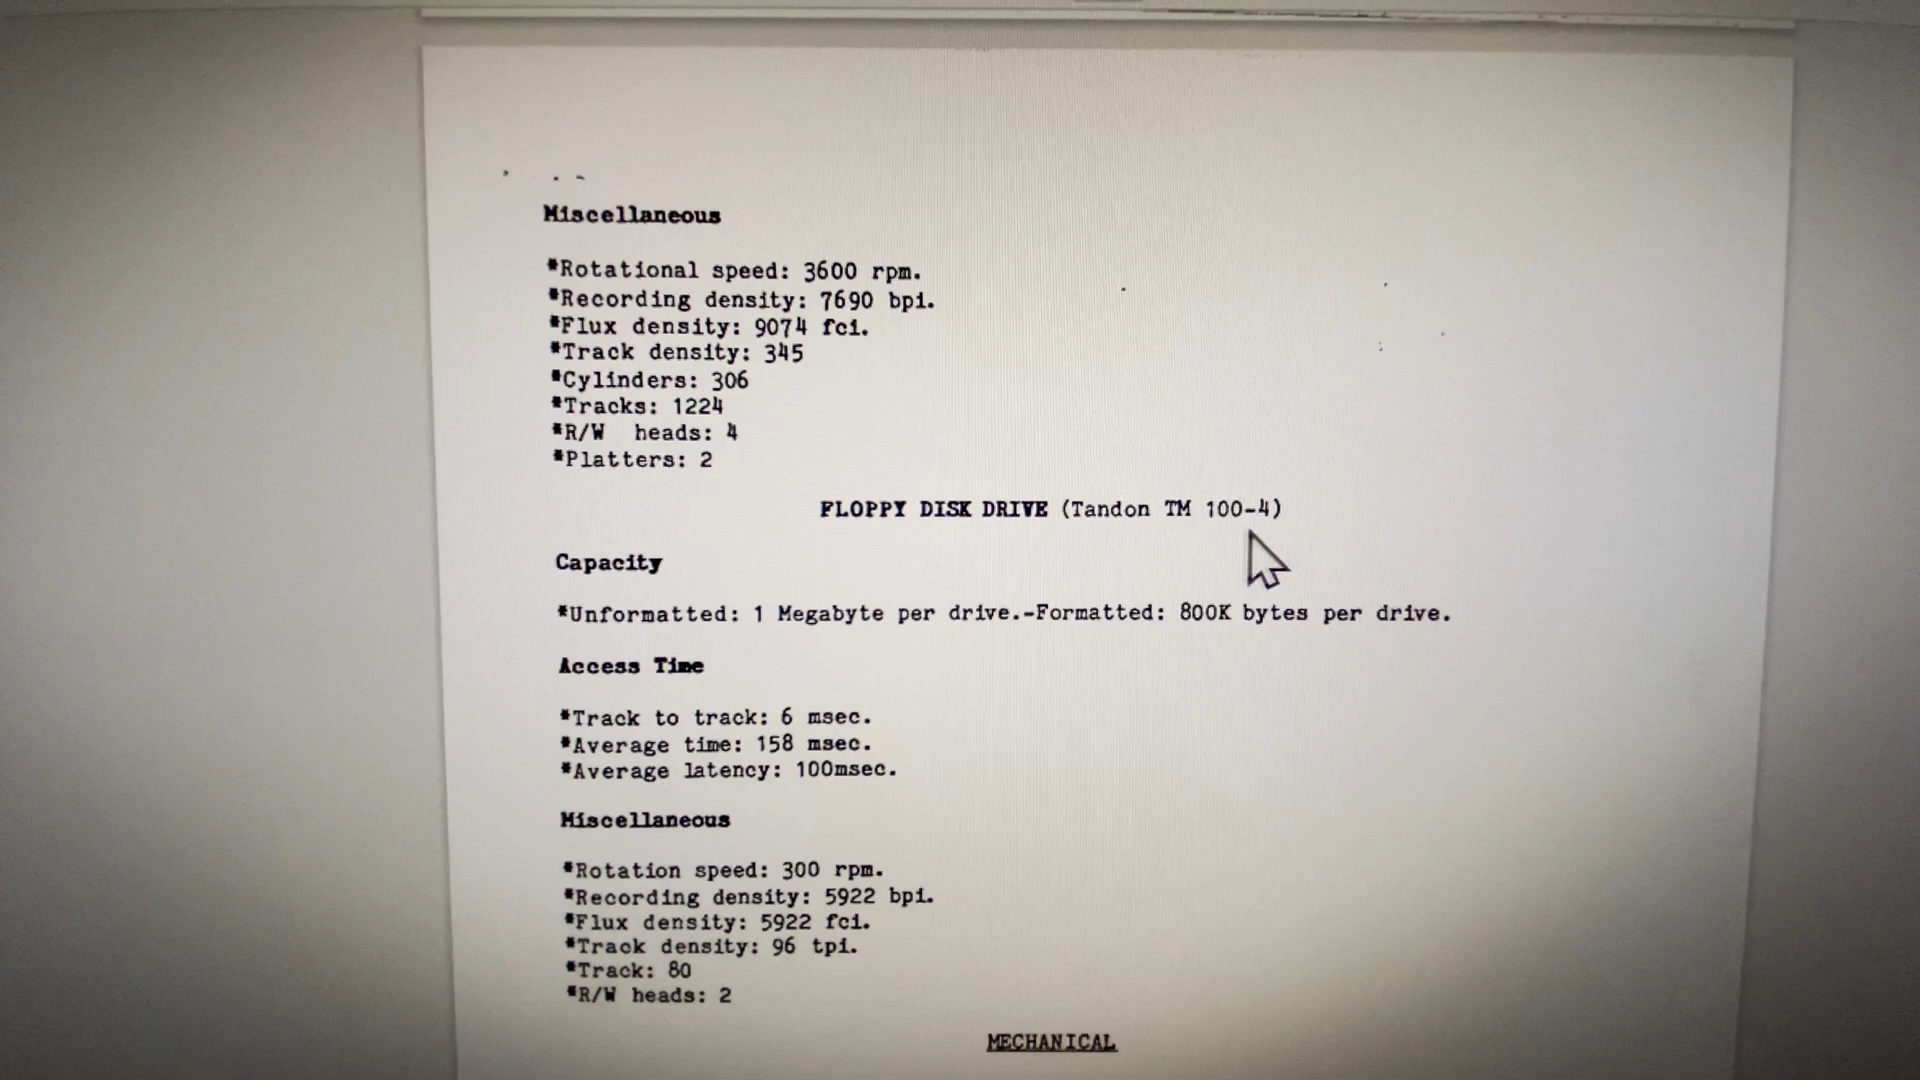 Miscellaneous
*Rotational speed: 3600 rpm.
*Recording density: 7690 bpi.
*Flux density: 9074 fci.
*Track density: 345
*Cylinders: 306
*Tracks: 1224
*R/W  heads: 4
*Platters: 2
FLOPPY DISK DRIVE (Tandon TM 100-4)
Capacity
*Unformatted: 1 Megabyte per drive.-Formatted: 800K bytes per drive.
Access Time
*Track to track: 6 msec.
*Average time: 158 msec.
*Average latency: 100msec.
Miscellaneous
*Rotation speed: 300 rpm.
*Recording density: 5922 bpi.
*Flux density: 5922 fci.
*Track density: 96 tpi.
*Track: 80
*R/W heads: 2
MECHANICAL